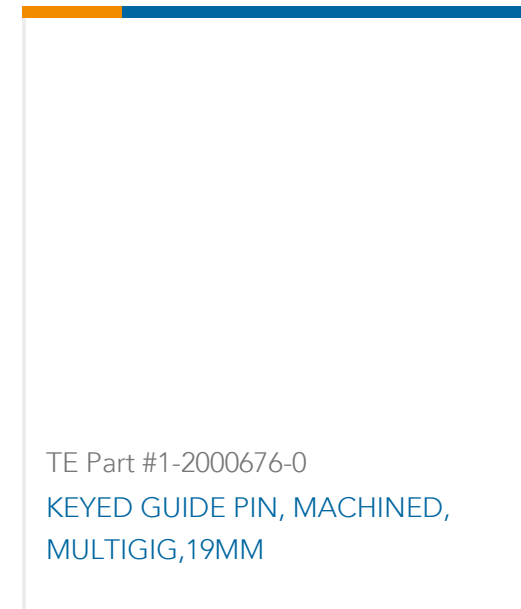 TE Part #1-2000676-0
KEYED GUIDE PIN, MACHINED,
MULTIGIG,19MM